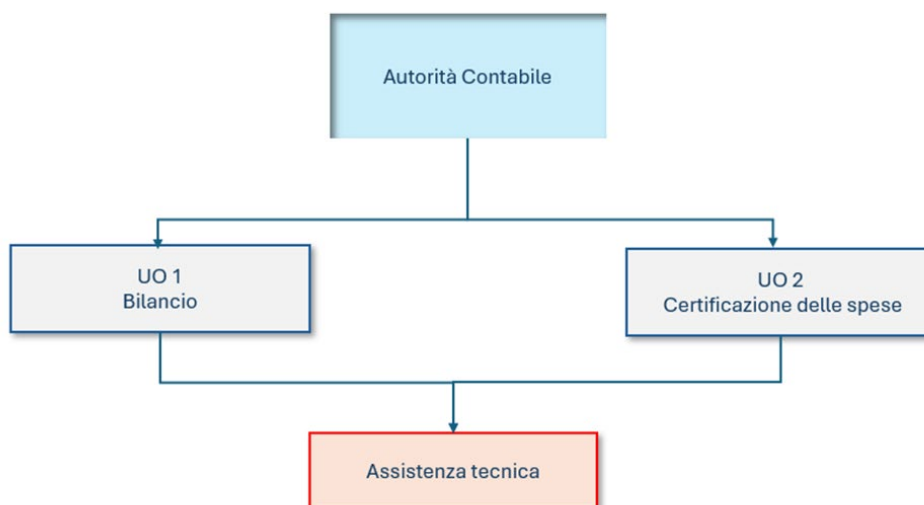 Autorità Contabile
UO 1
Bilancio
UO 2
Certificazione delle spese
Assistenza tecnica